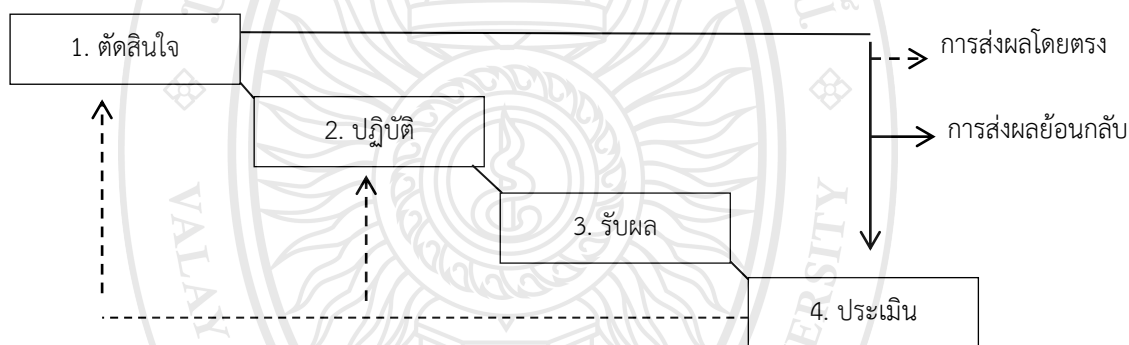 1. ตัดสินใจ
การส่งผลโดยตรง
2. ปฏิบัติ
การส่งผลย้อนกลับ
3. รับผล
4. ประเมิน
VALAY
ERSITY